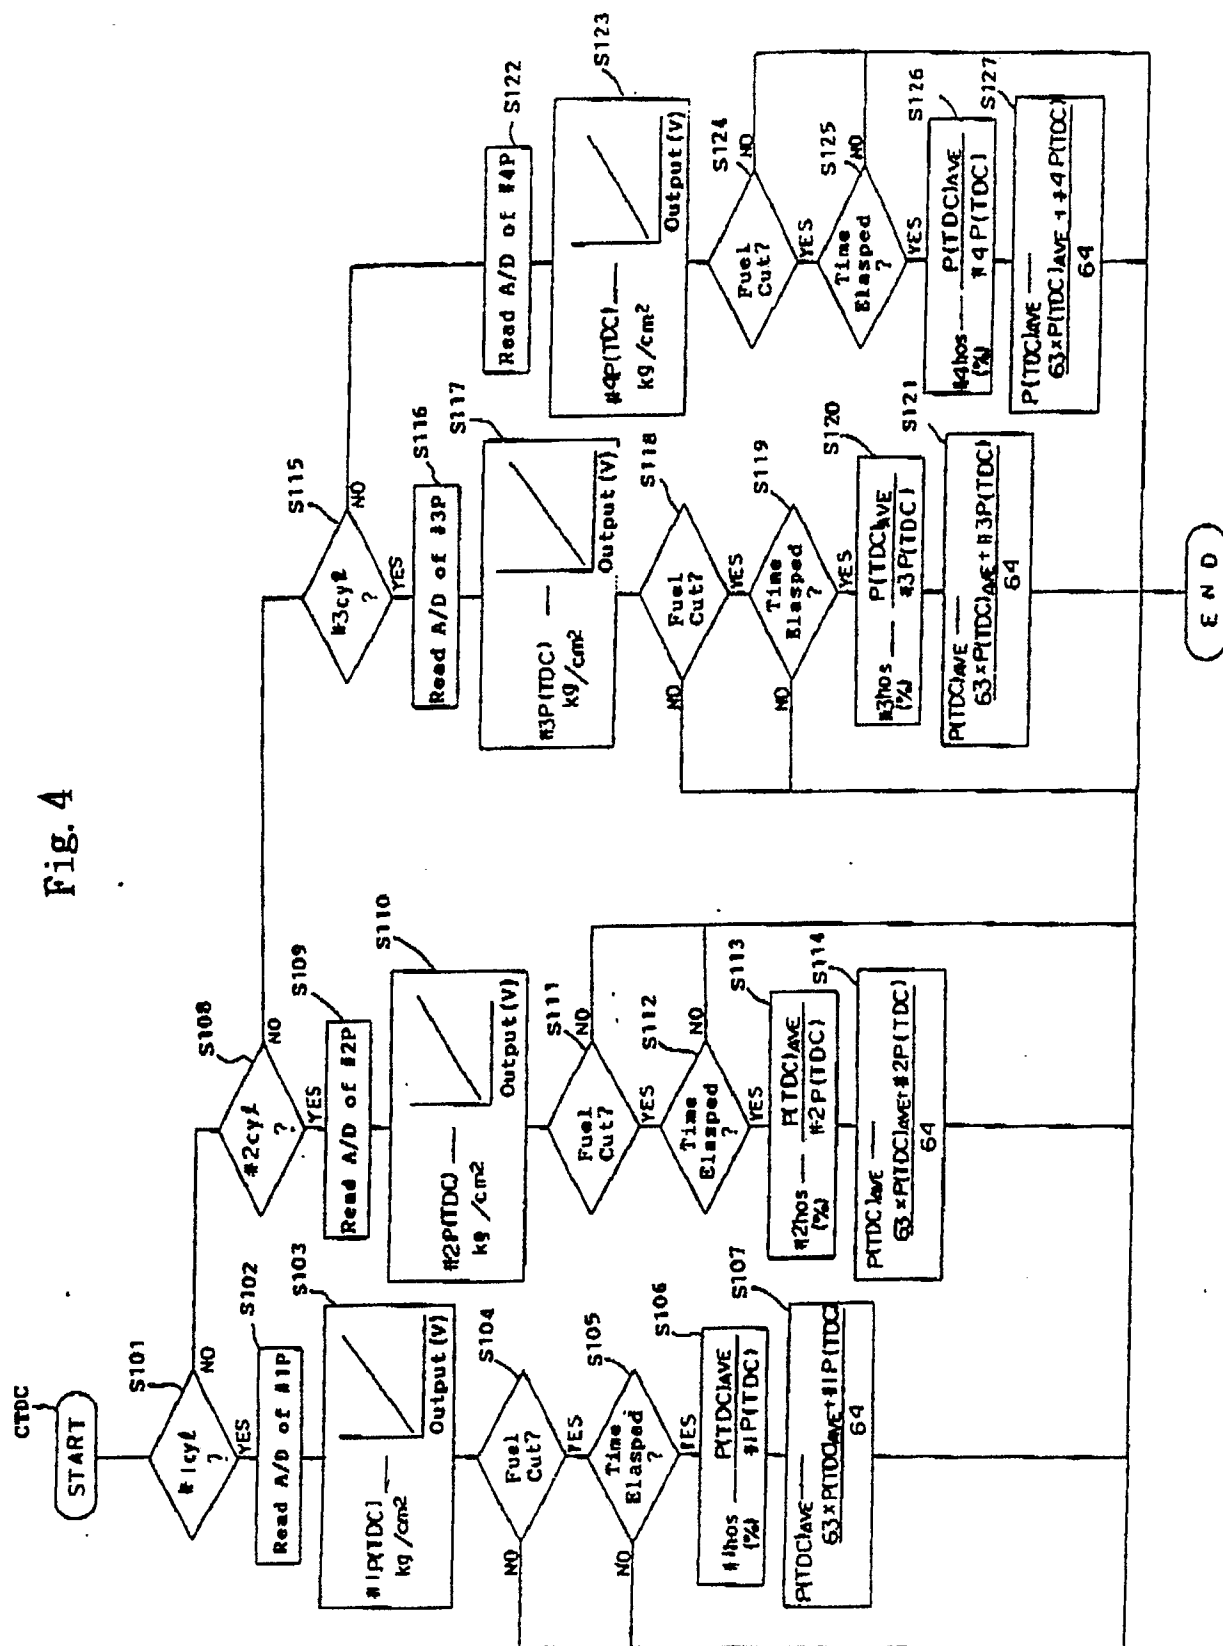 Fig. 4
CTDC
START
S101
#1cyl
?
NO
YES
S102
Read A/D of #1P
S103
#1P(TDC)
kg/cm2
Output(V)
S104
Fuel
Cut?
NO
YES
S105
Time
Elasped
?
NO
YES
S106
#1hos
(%)
P(TDC)AVE
#1P(TDC)
S107
P(TDC)AVE
63×P(TDC)AVE+#1P(TDC)
64
S108
#2cyl
?
NO
YES
S109
Read A/D of #2P
S110
#2P(TDC)
kg/cm2
Output(V)
S111
Fuel
Cut?
NO
YES
S112
Time
Elasped
?
NO
YES
S113
#2hos
(%)
P(TDC)AVE
#2P(TDC)
S114
P(TDC)AVE
63×P(TDC)AVE+#2P(TDC)
64
S115
#3cyl
?
NO
YES
S116
Read A/D of #3P
S117
#3P(TDC)
kg/cm2
Output(V)
S118
Fuel
Cut?
NO
YES
S119
Time
Elasped
?
NO
YES
S120
#3hos
(%)
P(TDC)AVE
#3P(TDC)
S121
P(TDC)AVE
63×P(TDC)AVE+#3P(TDC)
64
S122
Read A/D of #4P
S123
#4P(TDC)
kg/cm2
Output(V)
S124
Fuel
Cut?
NO
YES
S125
Time
Elasped
?
NO
YES
S126
#4hos
(%)
P(TDC)AVE
#4P(TDC)
S127
P(TDC)AVE
63×P(TDC)AVE+#4P(TDC)
64
END